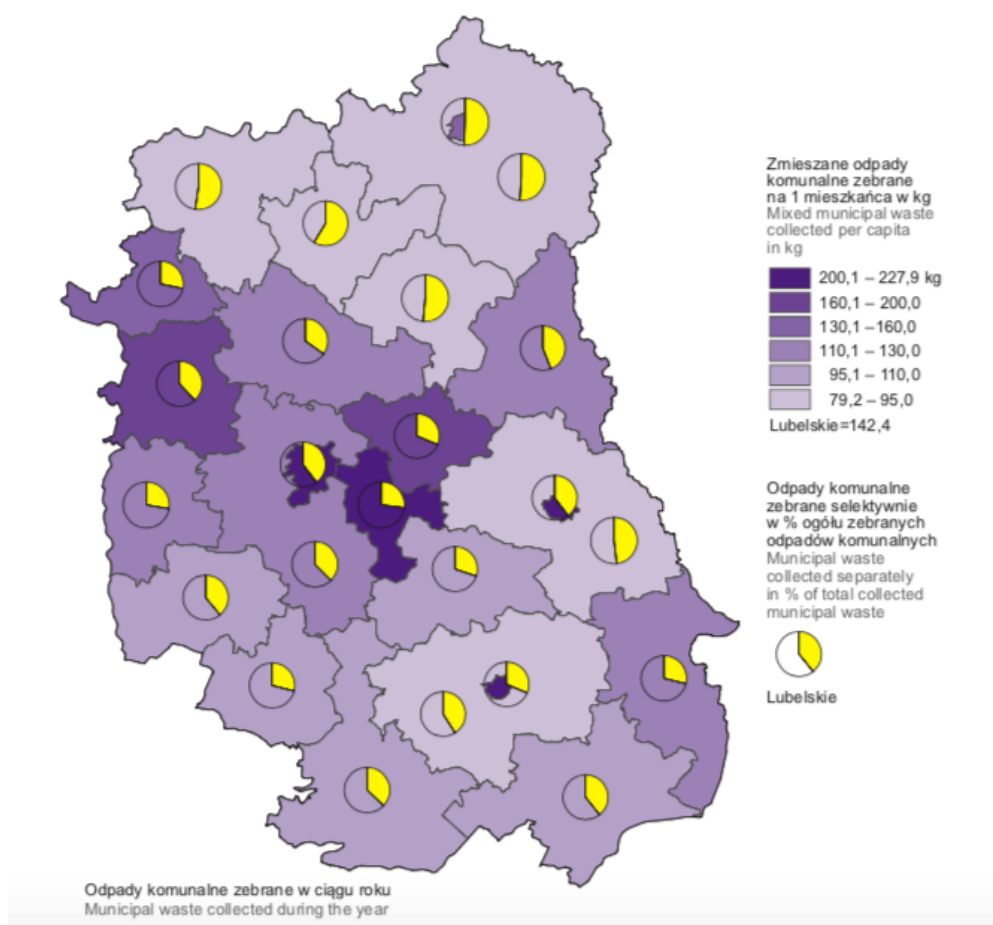 Zmieszane odpady
komunalne zebrane
na 1 mieszkańca w kg
Mixed municipal waste
collected per capita
in kg
200,1 – 227,9 kg
160,1 – 200,0
130,1 – 160,0
110,1 – 130,0
95,1 – 110,0
79,2 – 95,0
Lubelskie=142,4
Odpady komunalne
zebrane selektywnie
w % ogółu zebranych
odpadów komunalnych
Municipal waste
collected separately
in % of total collected
municipal waste
Lubelskie
Odpady komunalne zebrane w ciągu roku
Municipal waste collected during the year